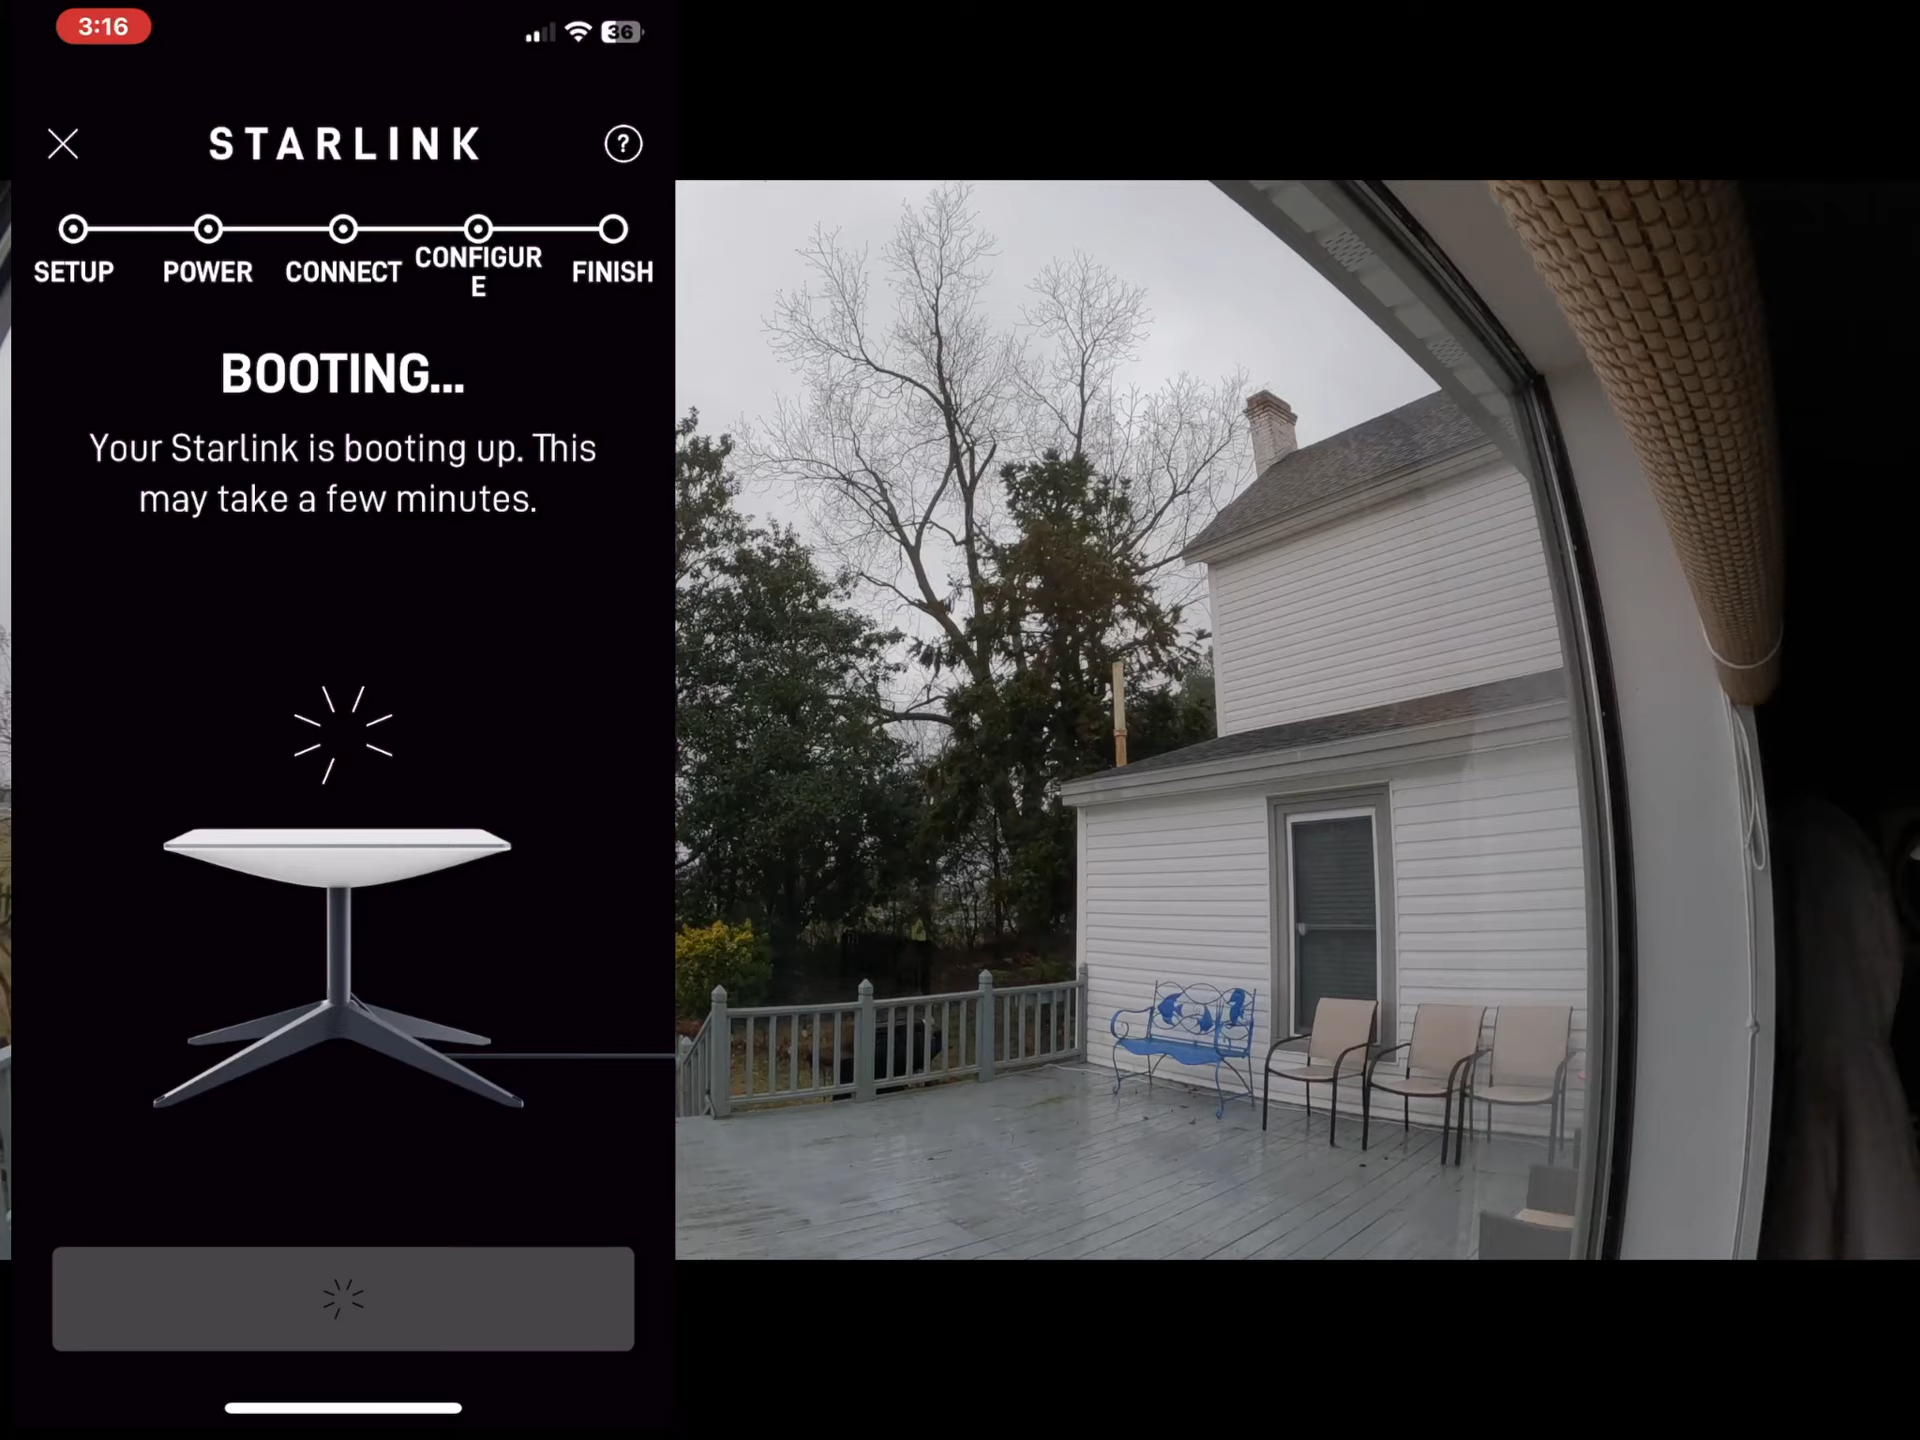 3:16
36
STARLINK
?
SETUP
POWER
CONNECT
CONFIGUR
E
FINISH
BOOTING...
Your Starlink is booting up. This
may take a few minutes.